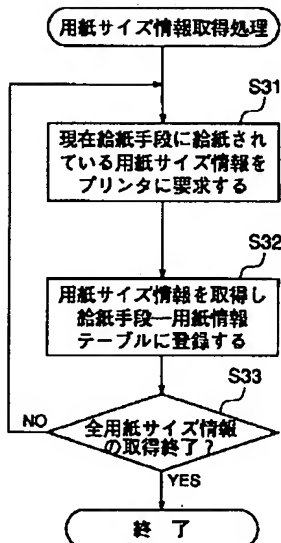 用紙サイズ情報取得処理
S31
現在給紙手段に給紙され
ている用紙サイズ情報を
プリンタに要求する
S32
用紙サイズ情報を取得し
給紙手段—用紙情報
テーブルに登録する
S33
全用紙サイズ情報
の取得終了?
NO
YES
終了